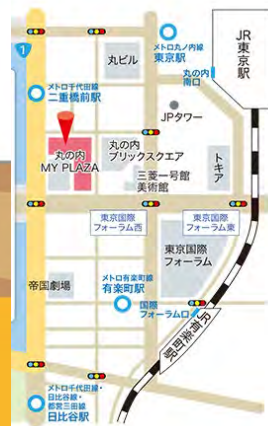 1
丸ビル
メトロ丸ノ内線
東京駅
JR
東京駅
丸の内
南口
メトロ千代田線
二重橋前駅
JPタワー
丸の内
MY PLAZA
丸の内
ブリックスクエア
三菱一号館
美術館
トキア
東京国際
フォーラム西
東京国際
フォーラム東
東京国際
フォーラム
メトロ有楽町線
有楽町駅
帝国劇場
国際
フォーラム口
JR有楽町駅
メトロ千代田線・
日比谷線・
都営三田線
日比谷駅